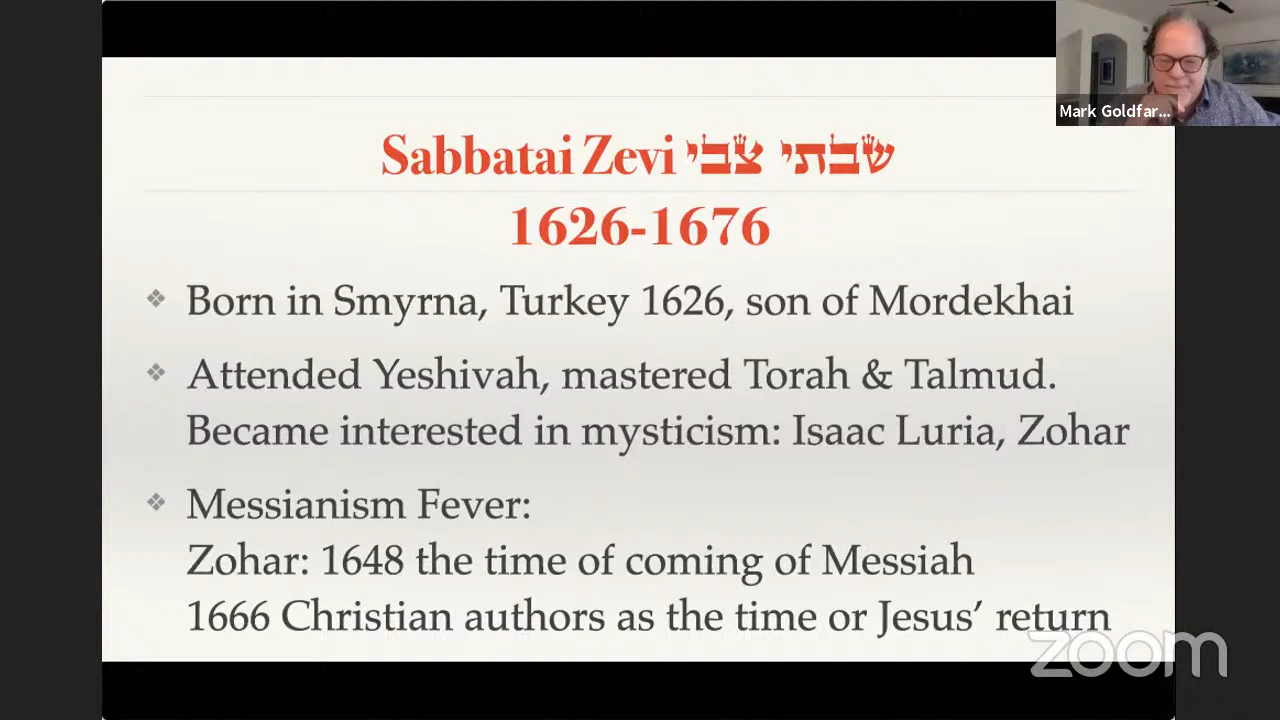 Mark Goldfar...
Sabbatai Zevi שבתי צבי
1626-1676
❖ Born in Smyrna, Turkey 1626, son of Mordekhai
❖ Attended Yeshivah, mastered Torah & Talmud.
Became interested in mysticism: Isaac Luria, Zohar
❖ Messianism Fever:
Zohar: 1648 the time of coming of Messiah
1666 Christian authors as the time or Jesus’ return
zoom